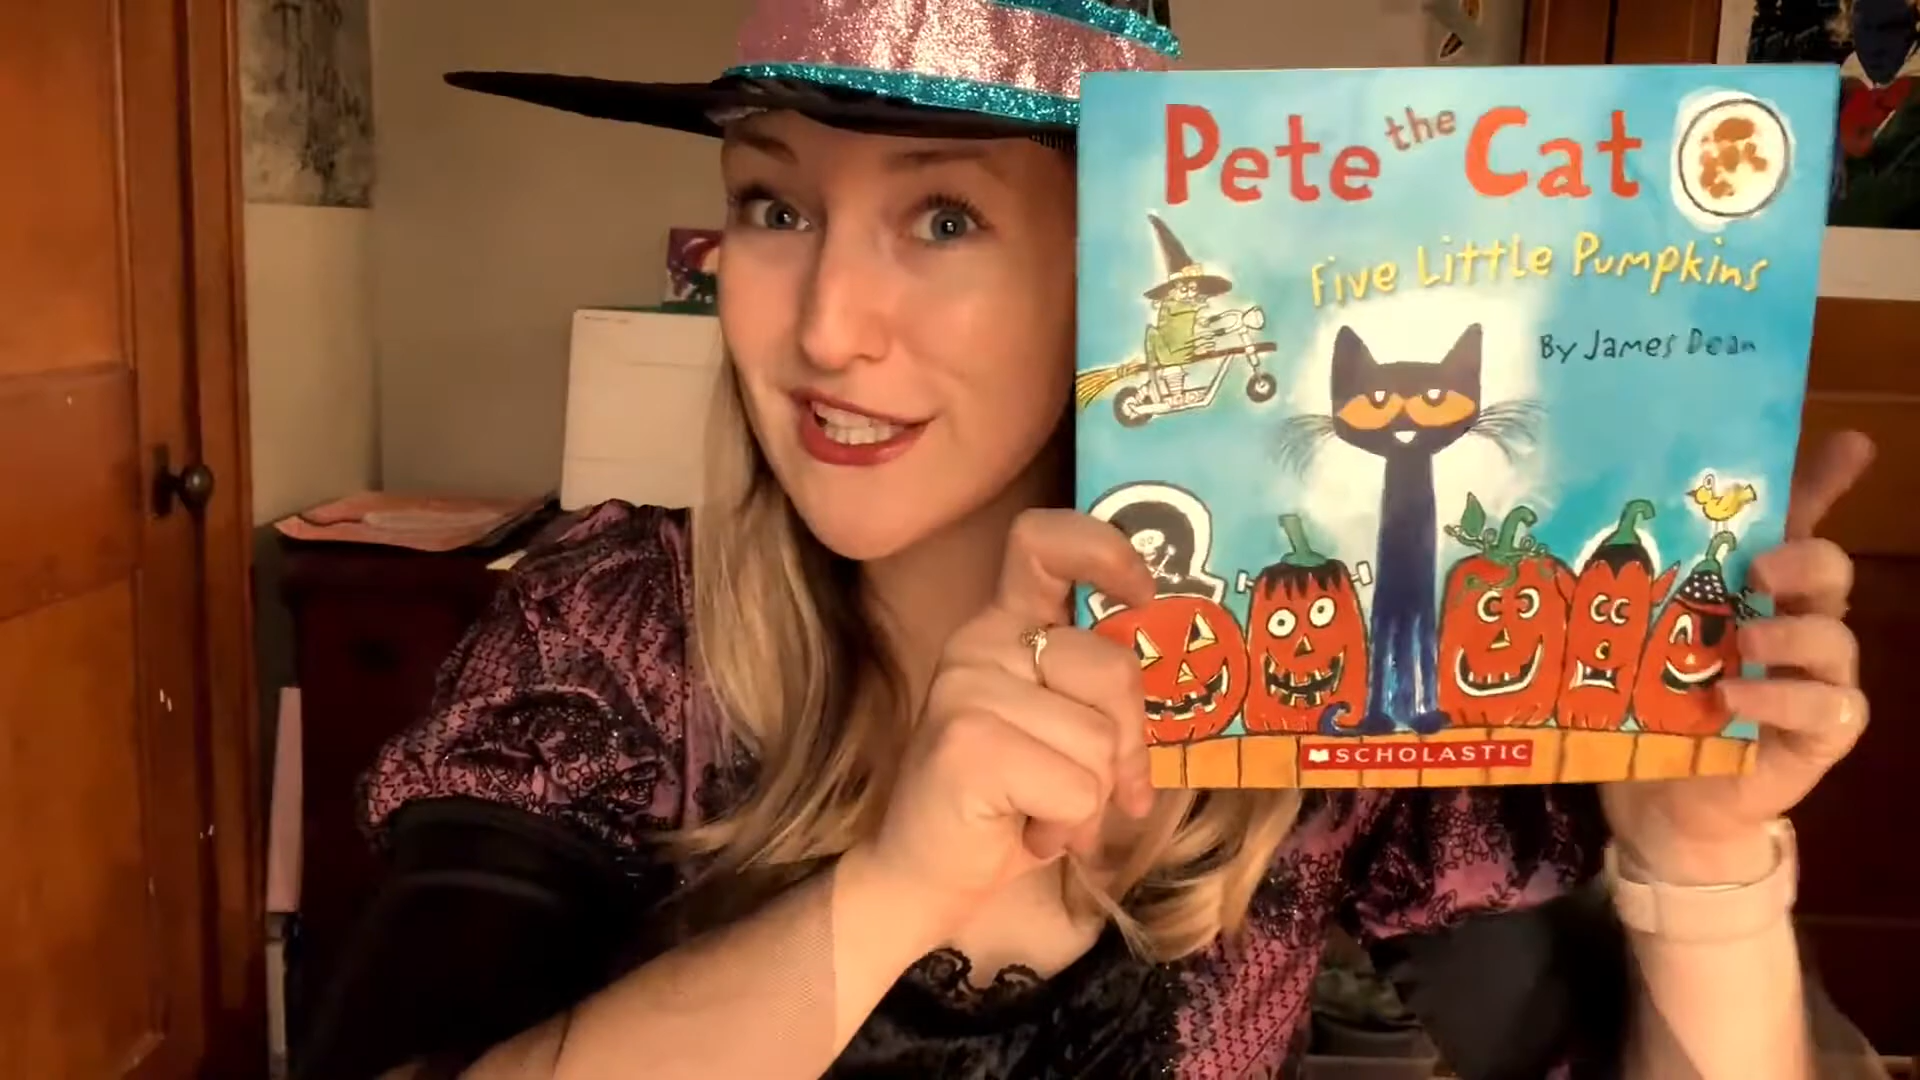 Pete the Cat
Five Little Pumpkins
By James Dean
SCHOLASTIC